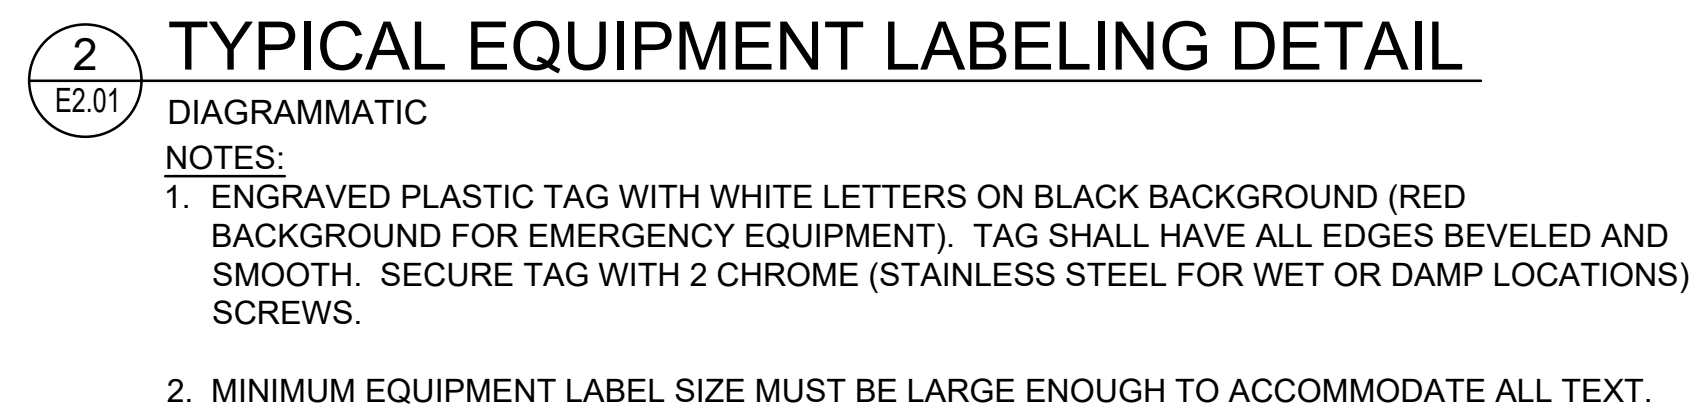 2
E2.01
TYPICAL EQUIPMENT LABELING DETAIL
DIAGRAMMATIC
NOTES:
1. ENGRAVED PLASTIC TAG WITH WHITE LETTERS ON BLACK BACKGROUND (RED
BACKGROUND FOR EMERGENCY EQUIPMENT). TAG SHALL HAVE ALL EDGES BEVELED AND
SMOOTH. SECURE TAG WITH 2 CHROME (STAINLESS STEEL FOR WET OR DAMP LOCATIONS)
SCREWS.
2. MINIMUM EQUIPMENT LABEL SIZE MUST BE LARGE ENOUGH TO ACCOMMODATE ALL TEXT.